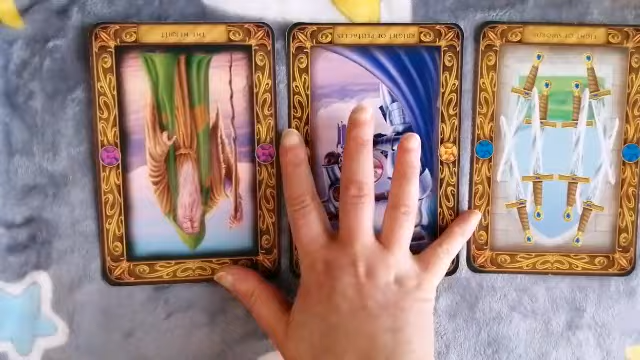 THE HERMIT
KNIGHT OF PENTACLES
EIGHT OF SWORDS